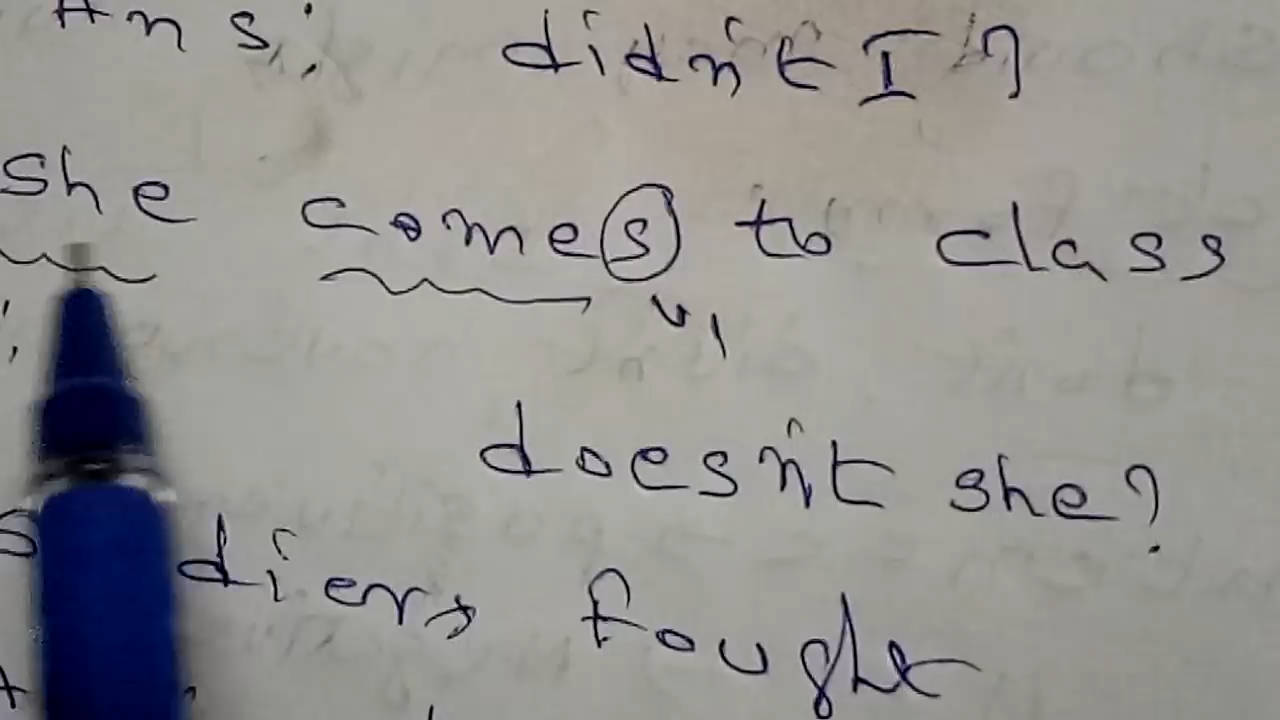 Ans: didn't I?
She comes to class
v1
doesn't she?
diers fought